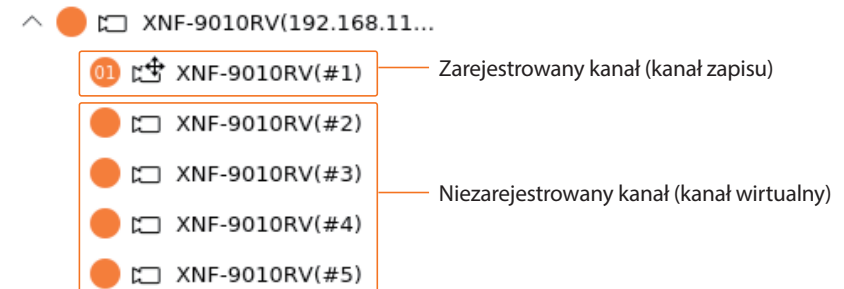 XNF-9010RV(192.168.11...
01 XNF-9010RV(#1)
Zarejestrowany kanał (kanał zapisu)
XNF-9010RV(#2)
XNF-9010RV(#3)
Niezarejestrowany kanał (kanał wirtualny)
XNF-9010RV(#4)
XNF-9010RV(#5)